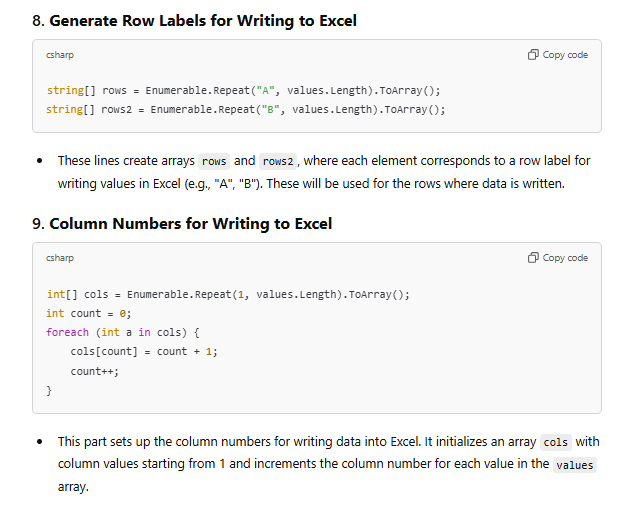 8. Generate Row Labels for Writing to Excel
csharp
Copy code
string[] rows = Enumerable.Repeat("A", values.Length).ToArray();
string[] rows2 = Enumerable.Repeat("B", values.Length).ToArray();
• These lines create arrays rows and rows2, where each element corresponds to a row label for
writing values in Excel (e.g., "A", "B"). These will be used for the rows where data is written.
9. Column Numbers for Writing to Excel
csharp
Copy code
int[] cols = Enumerable.Repeat(1, values.Length).ToArray();
int count = 0;
foreach (int a in cols) {
    cols[count] = count + 1;
    count++;
}
• This part sets up the column numbers for writing data into Excel. It initializes an array cols with
column values starting from 1 and increments the column number for each value in the values
array.